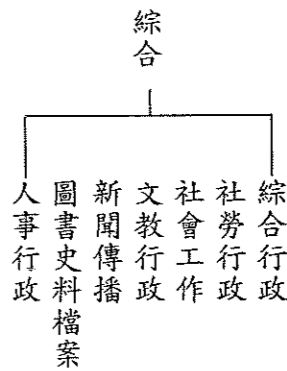 綜合
綜合行政
社勞行政
社會工作
文教行政
新聞傳播
圖書史料檔案
人事行政